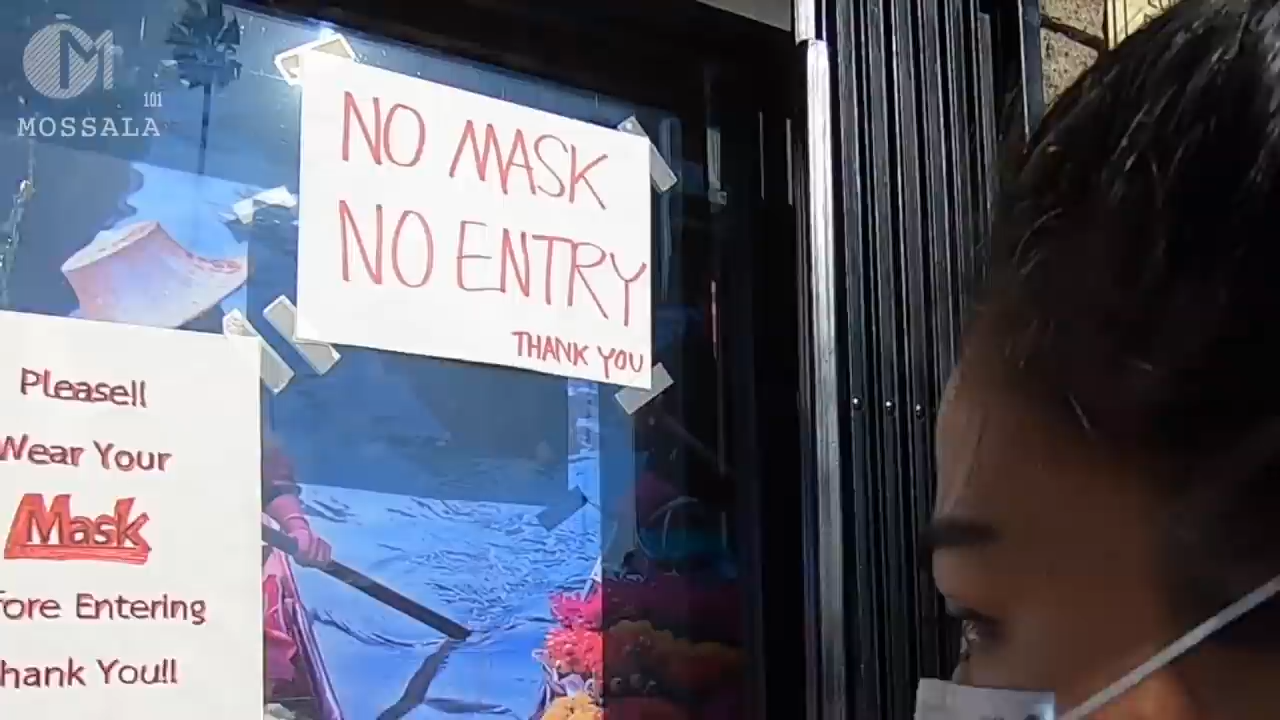 M
101
MOSSALA
NO MASK
NO ENTRY
THANK YOU
Please!!
Wear Your
Mask
fore Entering
hank You!!